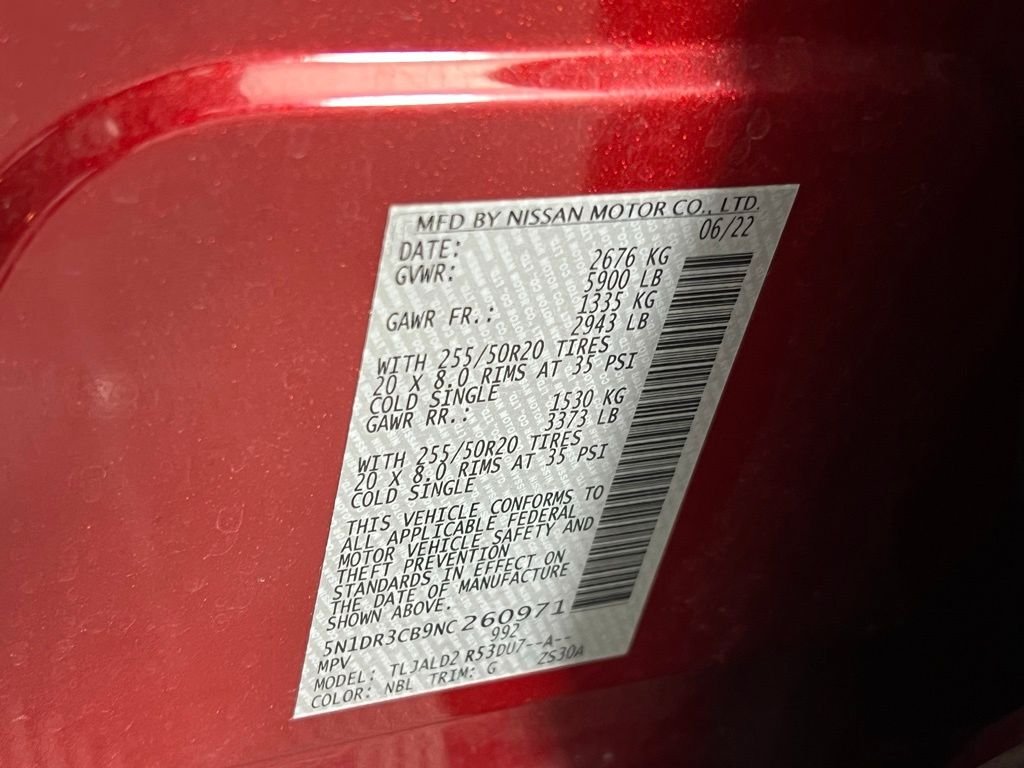 MFD BY NISSAN MOTOR CO., LTD.
DATE: 06/22
GVWR: 2676 KG
5900 LB
GAWR FR.: 1335 KG
2943 LB
WITH 255/50R20 TIRES
20 X 8.0 RIMS AT 35 PSI
COLD SINGLE
GAWR RR.: 1530 KG
3373 LB
WITH 255/50R20 TIRES
20 X 8.0 RIMS AT 35 PSI
COLD SINGLE
THIS VEHICLE CONFORMS TO
ALL APPLICABLE FEDERAL
MOTOR VEHICLE SAFETY AND
THEFT PREVENTION
STANDARDS IN EFFECT ON
THE DATE OF MANUFACTURE
SHOWN ABOVE.
5N1DR3CB9NC260971
MPV 992
MODEL: TLJALD2 R53DU7--A--
COLOR: NBL TRIM: G ZS30A